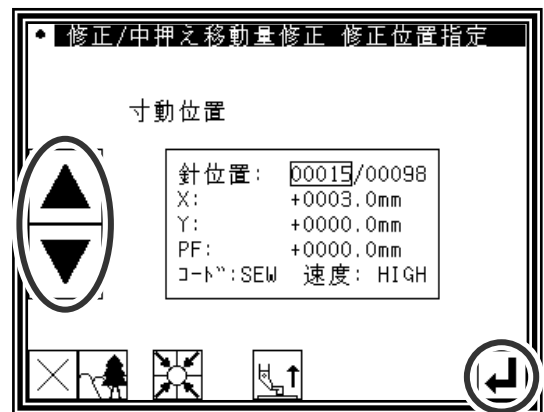 修正/中押え移動量修正 修正位置指定
寸動位置
針位置: 00015/00098
X: +0003.0mm
Y: +0000.0mm
PF: +0000.0mm
コード:SEW 速度: HIGH